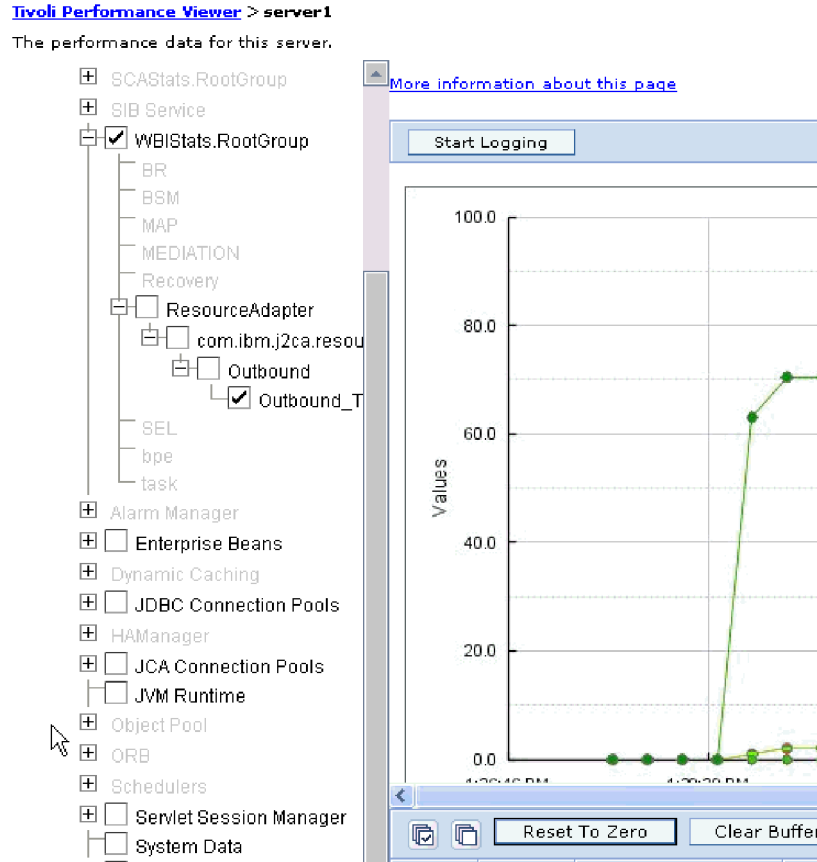 Tivoli Performance Viewer > server1
The performance data for this server.
SCAStats.RootGroup
SIB Service
WBIStats.RootGroup
BR
BSM
MAP
MEDIATION
Recovery
ResourceAdapter
com.ibm.j2ca.resou
Outbound
Outbound_T
SEL
bpe
task
Alarm Manager
Enterprise Beans
Dynamic Caching
JDBC Connection Pools
HAManager
JCA Connection Pools
JVM Runtime
Object Pool
ORB
Schedulers
Servlet Session Manager
System Data
More information about this page
Start Logging
100.0
80.0
60.0
40.0
20.0
0.0
Values
Reset To Zero
Clear Buffer